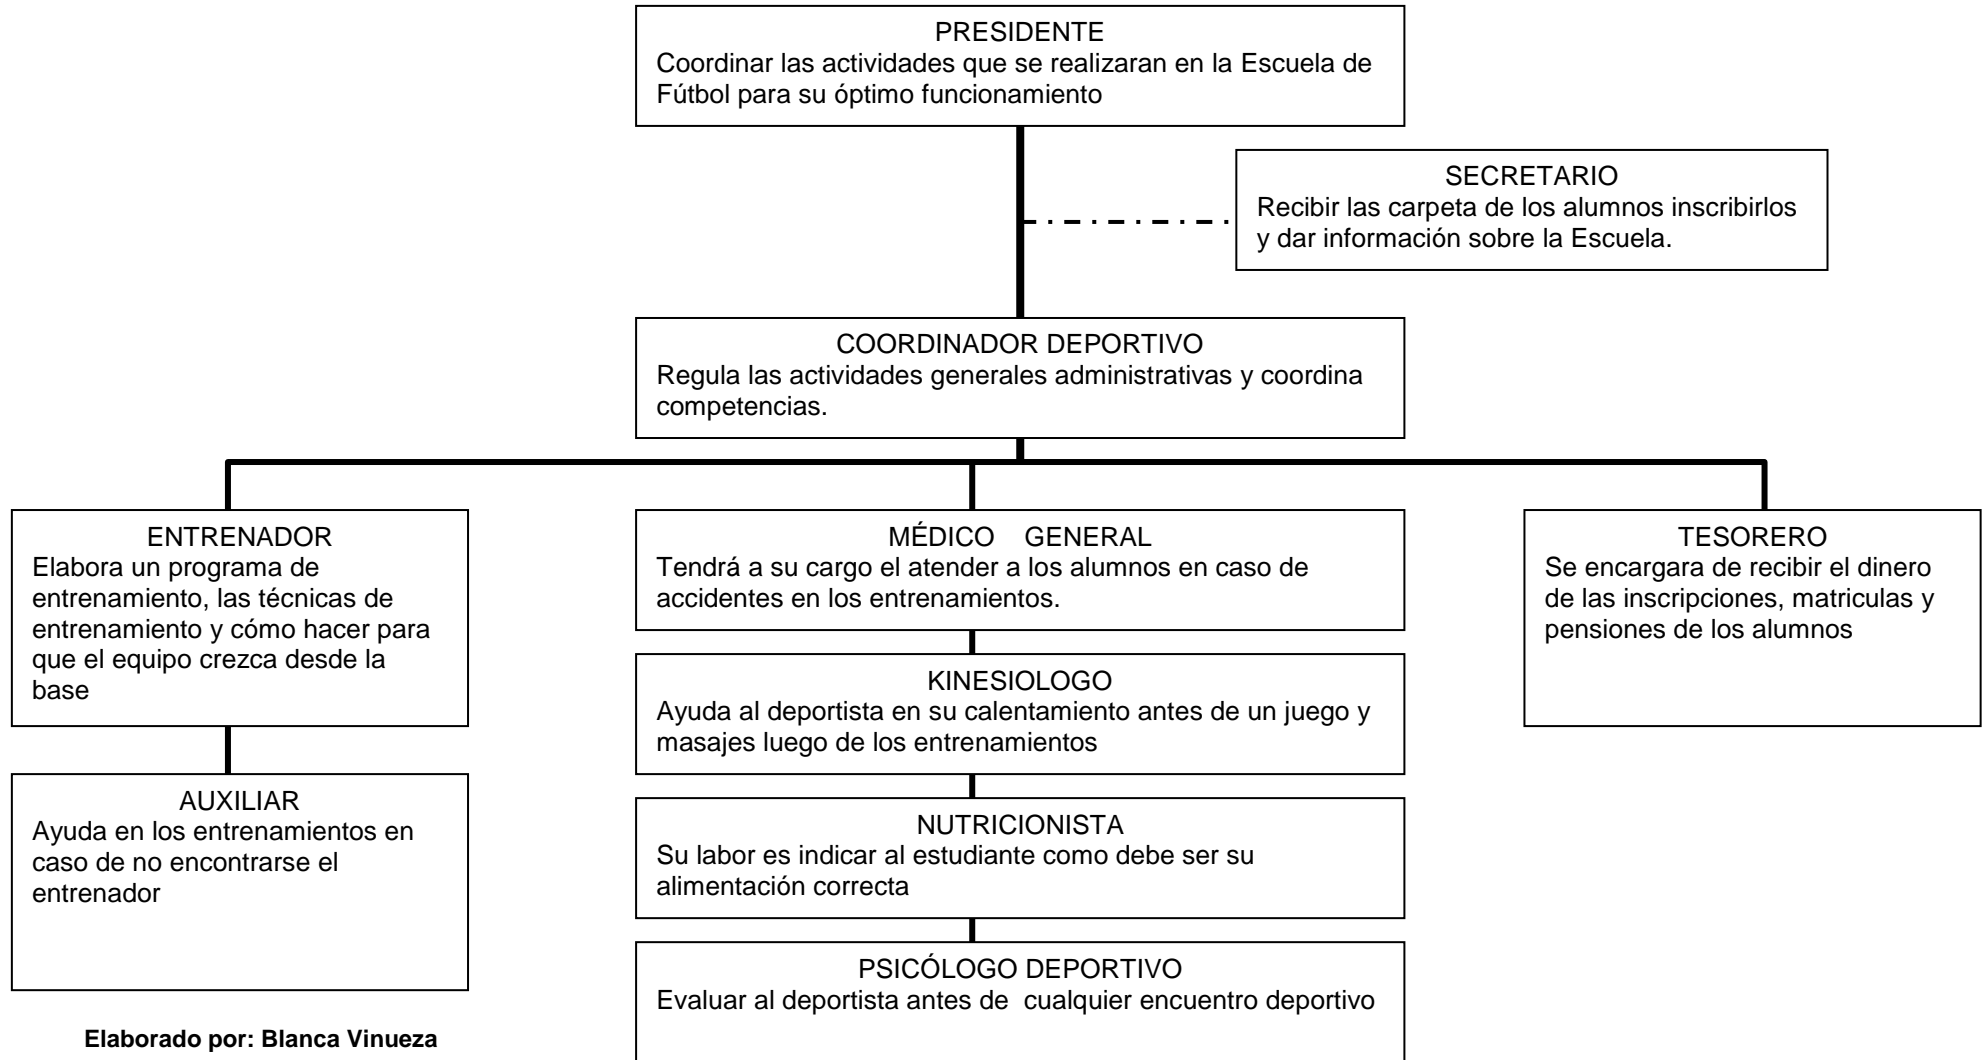 PRESIDENTE
Coordinar las actividades que se realizaran en la Escuela de
Fútbol para su óptimo funcionamiento
SECRETARIO
Recibir las carpeta de los alumnos inscribirlos
y dar información sobre la Escuela.
COORDINADOR DEPORTIVO
Regula las actividades generales administrativas y coordina
competencias.
ENTRENADOR
Elabora un programa de
entrenamiento, las técnicas de
entrenamiento y cómo hacer para
que el equipo crezca desde la
base
AUXILIAR
Ayuda en los entrenamientos en
caso de no encontrarse el
entrenador
MÉDICO GENERAL
Tendrá a su cargo el atender a los alumnos en caso de
accidentes en los entrenamientos.
KINESIOLOGO
Ayuda al deportista en su calentamiento antes de un juego y
masajes luego de los entrenamientos
NUTRICIONISTA
Su labor es indicar al estudiante como debe ser su
alimentación correcta
PSICÓLOGO DEPORTIVO
Evaluar al deportista antes de cualquier encuentro deportivo
TESORERO
Se encargara de recibir el dinero
de las inscripciones, matriculas y
pensiones de los alumnos
Elaborado por: Blanca Vinueza